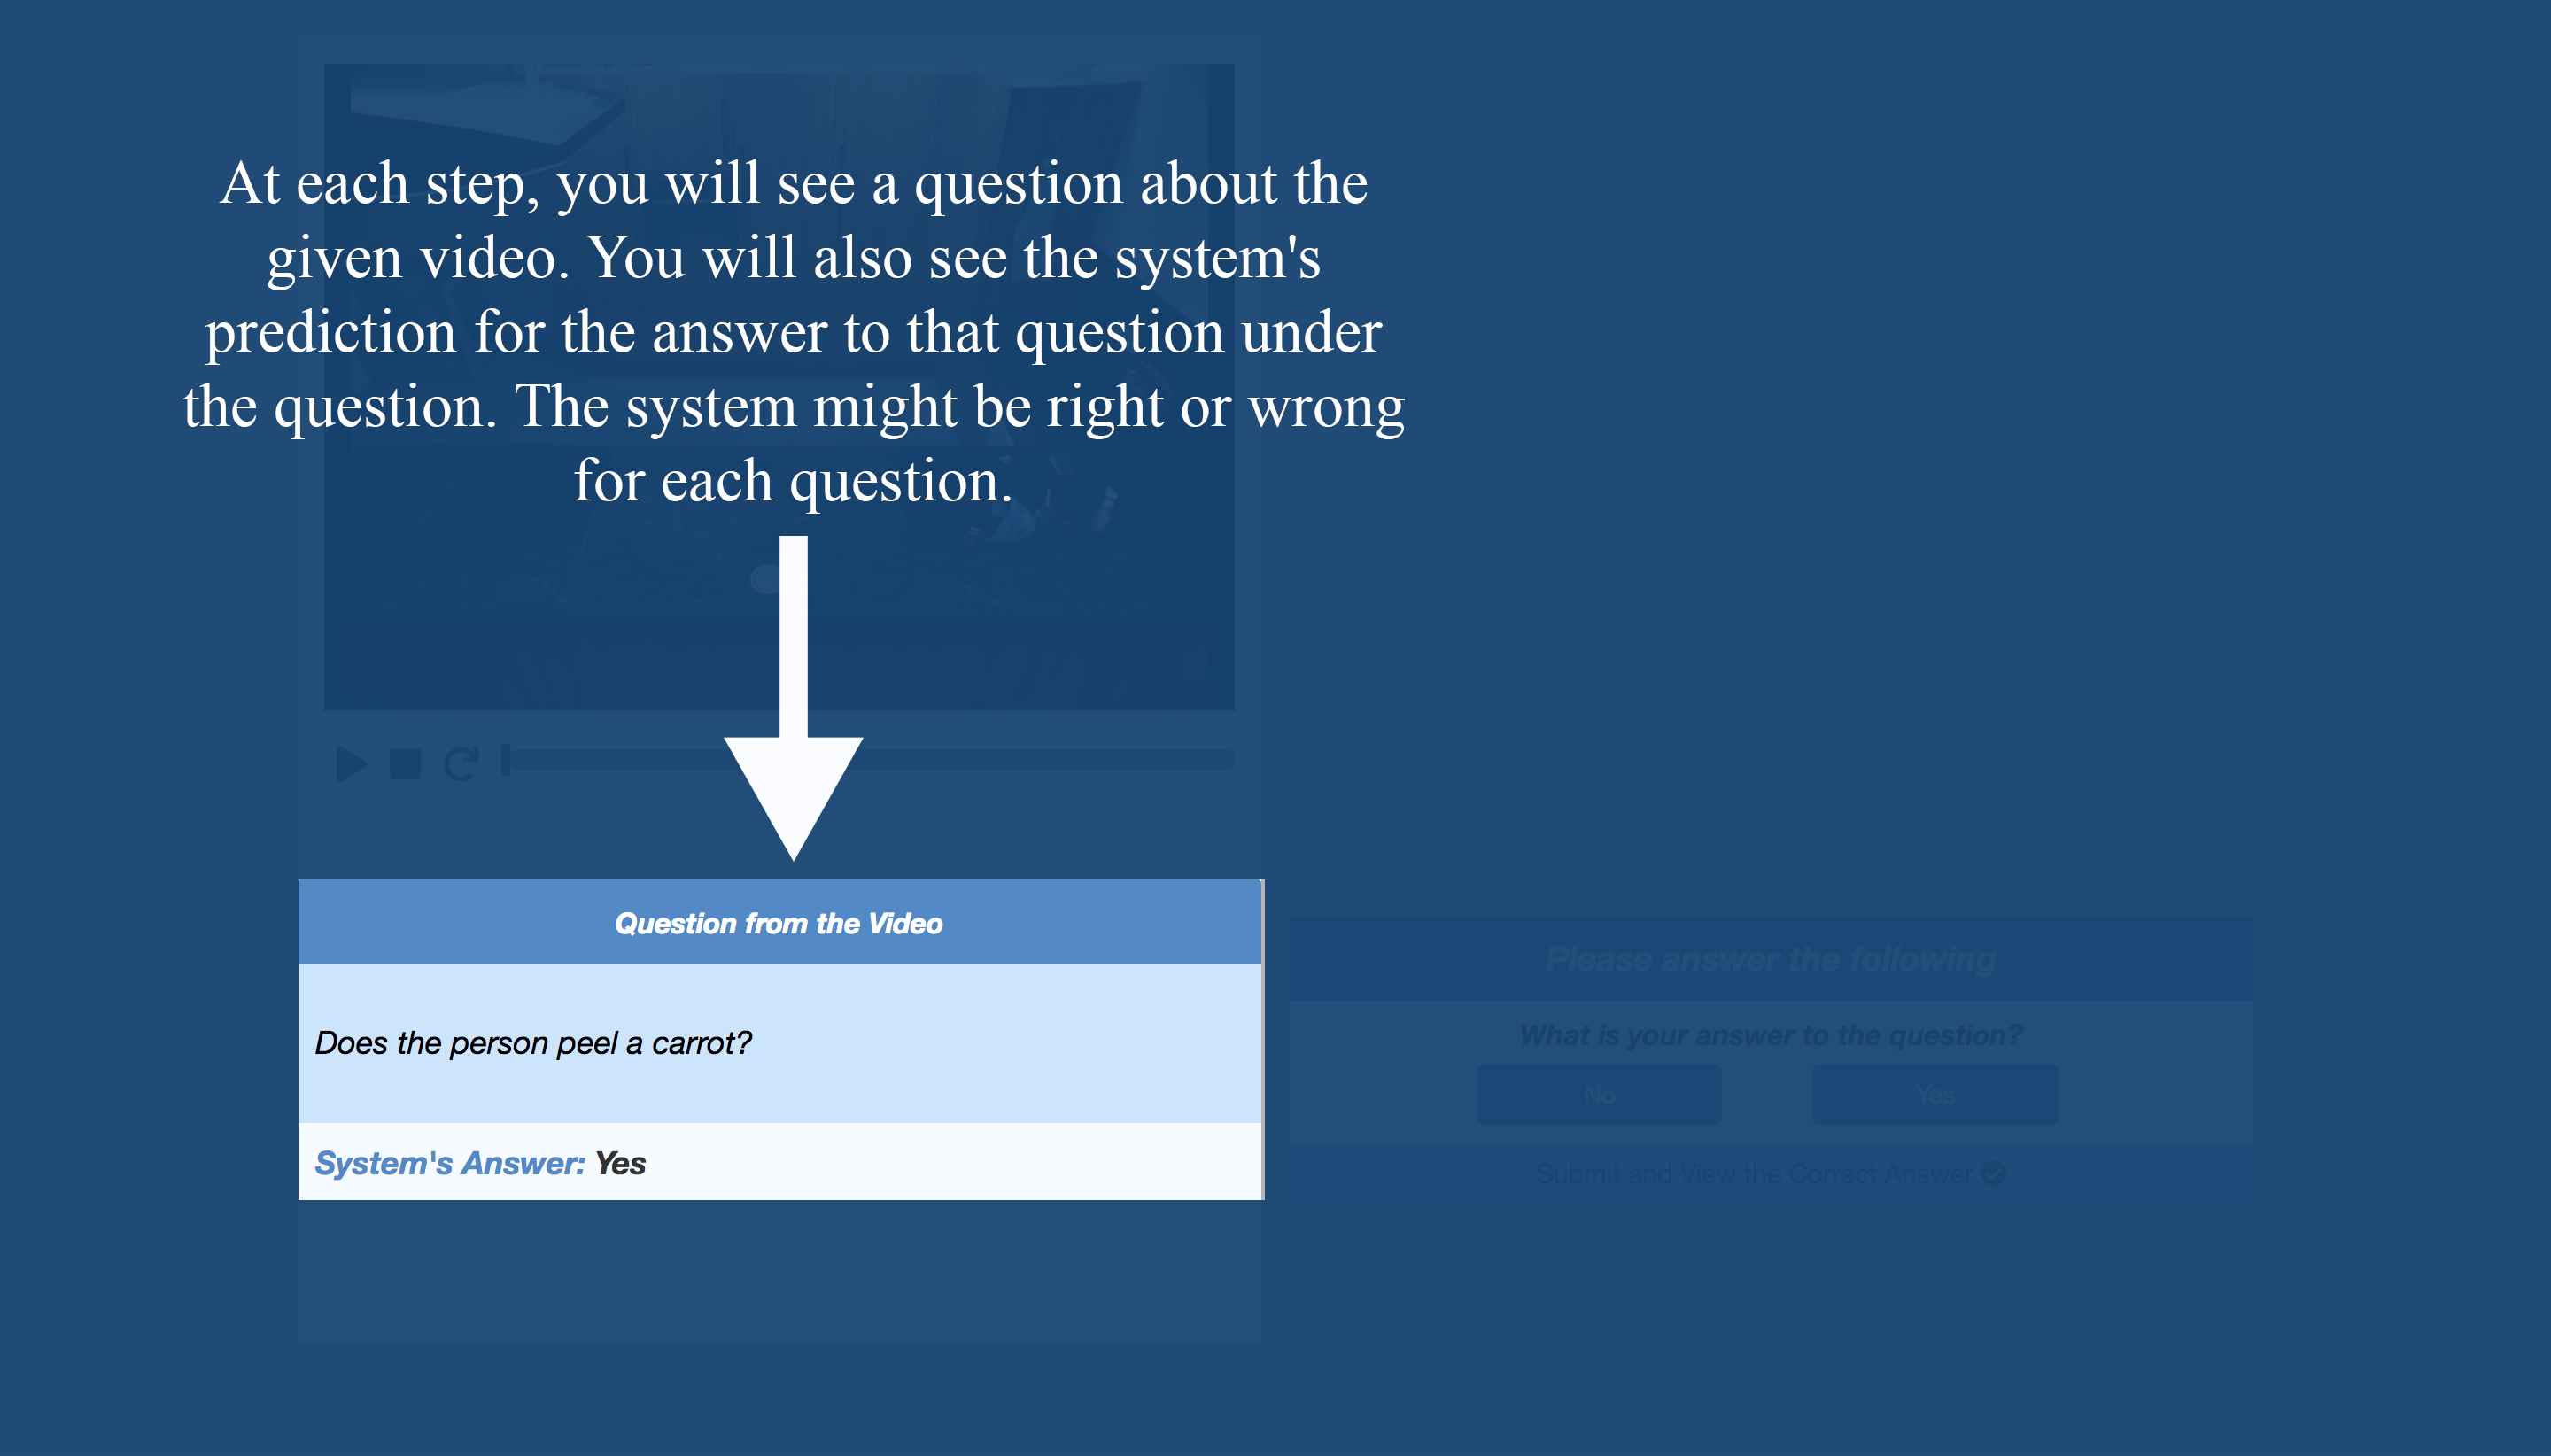 At each step, you will see a question about the
given video. You will also see the system's
prediction for the answer to that question under
the question. The system might be right or wrong
for each question.
Question from the Video
Does the person peel a carrot?
System's Answer: Yes
Please answer the following
What is your answer to the question?
No
Yes
Submit and View the Correct Answer